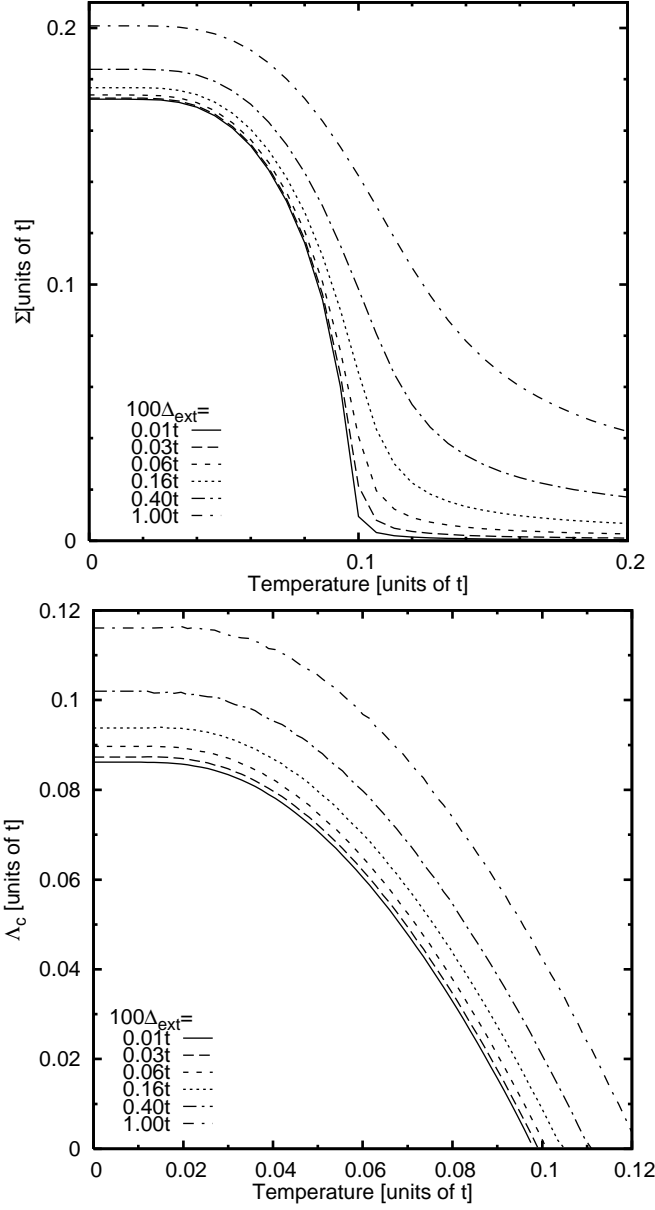 0.2
Σ[units of t]
0.1
100Δext=
0.01t
0.03t
0.06t
0.16t
0.40t
1.00t
0
0 0.1 0.2
Temperature [units of t]
0.12
0.1
0.08
Λc [units of t]
0.06
0.04
100Δext=
0.01t
0.03t
0.02
0.06t
0.16t
0.40t
1.00t
0
0 0.02 0.04 0.06 0.08 0.1 0.12
Temperature [units of t]